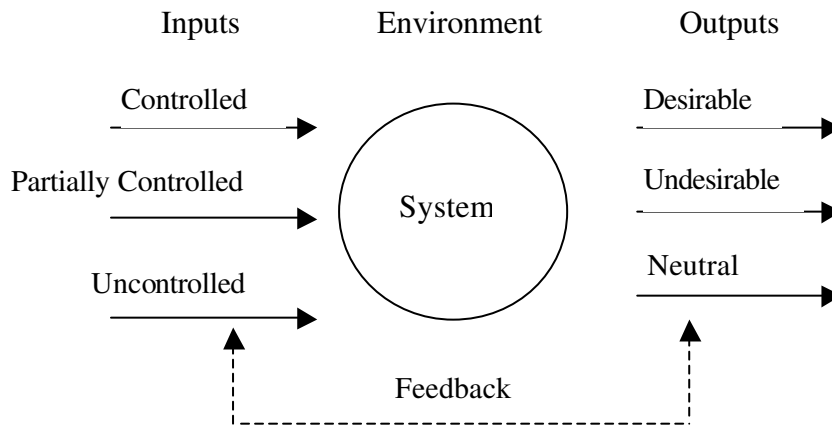 Inputs
Environment
Outputs
Controlled
Desirable
Partially Controlled
Undesirable
System
Uncontrolled
Neutral
Feedback